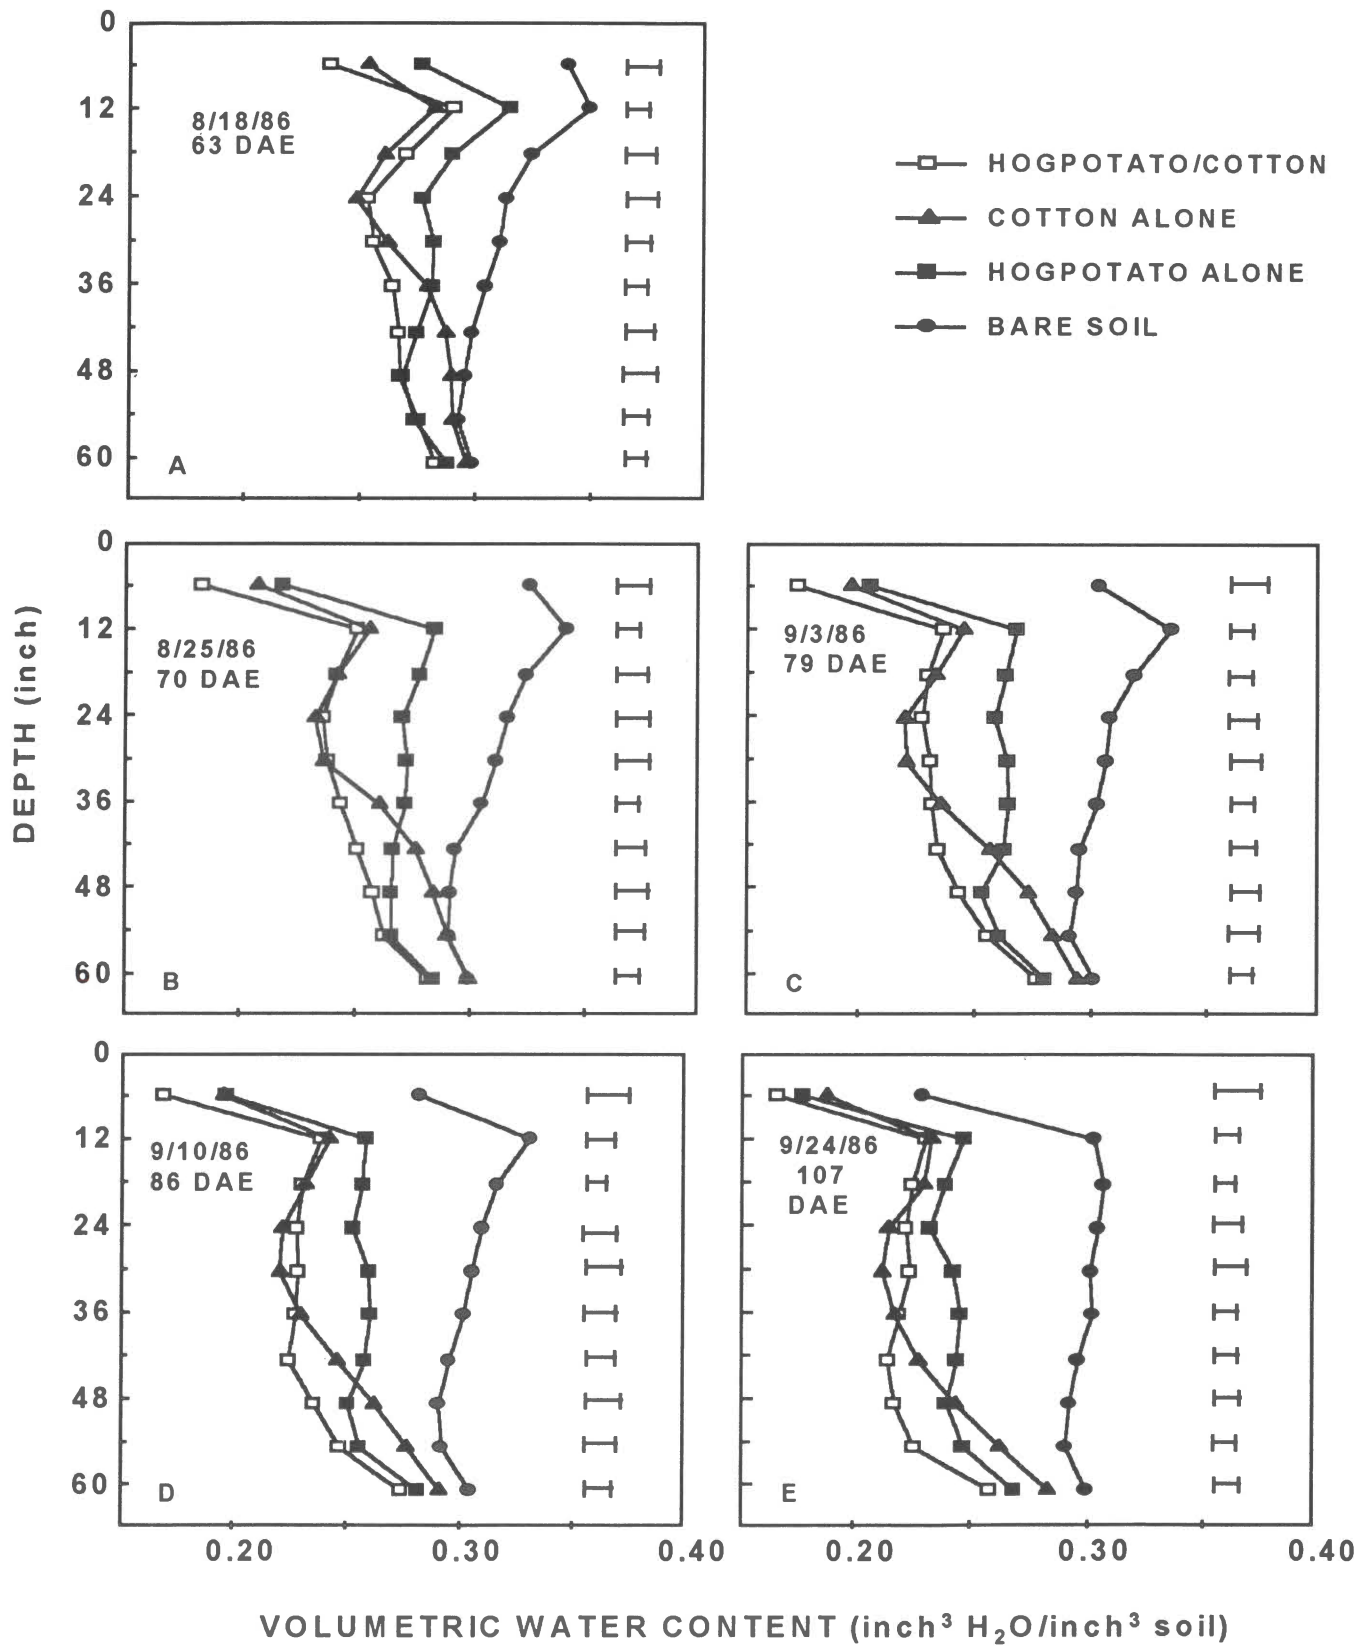 0
12
24
36
48
60
8/18/86
63 DAE
A
HOGPOTATO/COTTON
COTTON ALONE
HOGPOTATO ALONE
BARE SOIL
DEPTH (inch)
0
12
24
36
48
60
8/25/86
70 DAE
B
9/3/86
79 DAE
C
0
12
24
36
48
60
9/10/86
86 DAE
D
9/24/86
107
DAE
E
0.20 0.30 0.40
0.20 0.30 0.40
VOLUMETRIC WATER CONTENT (inch³ H₂O/inch³ soil)